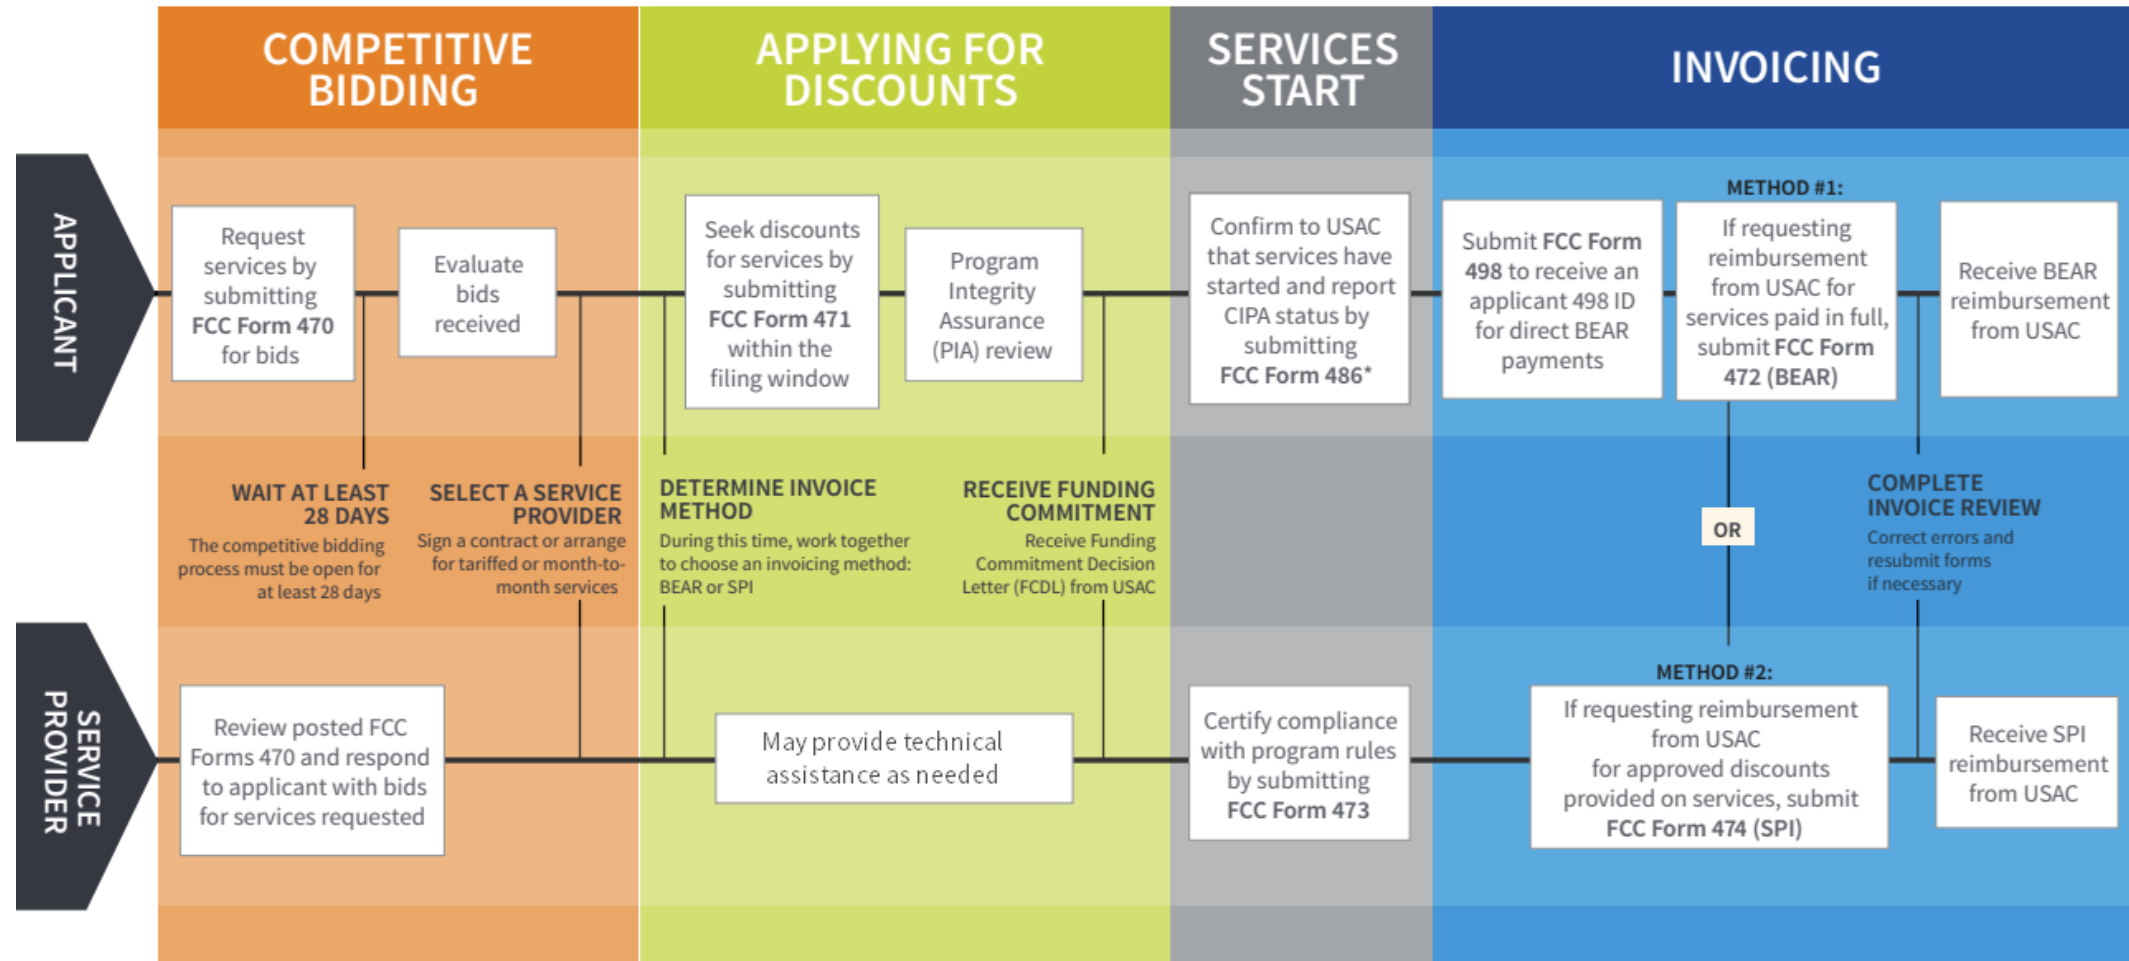 COMPETITIVE
BIDDING
APPLYING FOR
DISCOUNTS
SERVICES
START
INVOICING
APPLICANT
Request
services by
submitting
FCC Form 470
for bids
Evaluate
bids
received
Seek discounts
for services by
submitting
FCC Form 471
within the
filing window
Program
Integrity
Assurance
(PIA) review
Confirm to USAC
that services have
started and report
CIPA status by
submitting
FCC Form 486*
Submit FCC Form
498 to receive an
applicant 498 ID
for direct BEAR
payments
METHOD #1:
If requesting
reimbursement
from USAC for
services paid in full,
submit FCC Form
472 (BEAR)
Receive BEAR
reimbursement
from USAC
WAIT AT LEAST
28 DAYS
The competitive bidding
process must be open for
at least 28 days
SELECT A SERVICE
PROVIDER
Sign a contract or arrange
for tariffed or month-to-
month services
DETERMINE INVOICE
METHOD
During this time, work together
to choose an invoicing method:
BEAR or SPI
RECEIVE FUNDING
COMMITMENT
Receive Funding
Commitment Decision
Letter (FCDL) from USAC
OR
COMPLETE
INVOICE REVIEW
Correct errors and
resubmit forms
if necessary
SERVICE
PROVIDER
Review posted FCC
Forms 470 and respond
to applicant with bids
for services requested
May provide technical
assistance as needed
Certify compliance
with program rules
by submitting
FCC Form 473
METHOD #2:
If requesting reimbursement
from USAC
for approved discounts
provided on services, submit
FCC Form 474 (SPI)
Receive SPI
reimbursement
from USAC